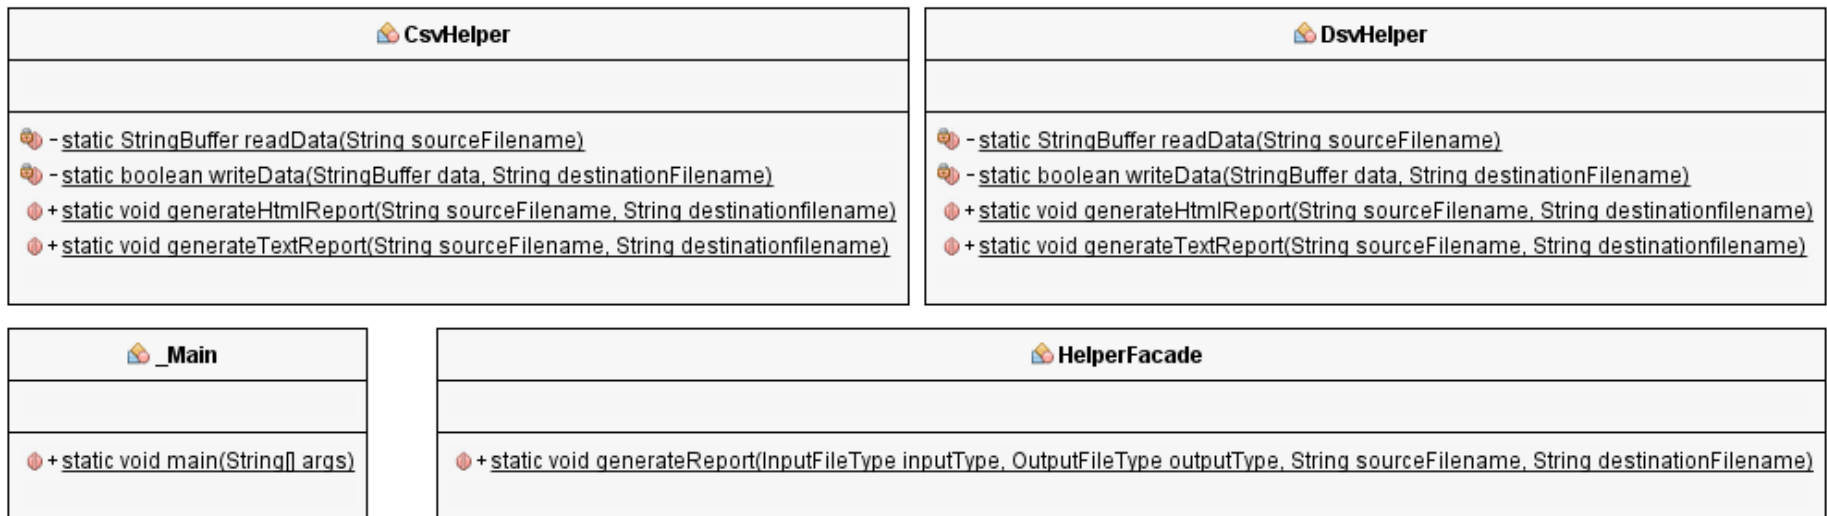 CsvHelper
- static StringBuffer readData(String sourceFilename)
- static boolean writeData(StringBuffer data, String destinationFilename)
+ static void generateHtmlReport(String sourceFilename, String destinationfilename)
+ static void generateTextReport(String sourceFilename, String destinationfilename)
DsvHelper
- static StringBuffer readData(String sourceFilename)
- static boolean writeData(StringBuffer data, String destinationFilename)
+ static void generateHtmlReport(String sourceFilename, String destinationfilename)
+ static void generateTextReport(String sourceFilename, String destinationfilename)
_Main
+ static void main(String[] args)
HelperFacade
+ static void generateReport(InputFileType inputType, OutputFileType outputType, String sourceFilename, String destinationFilename)